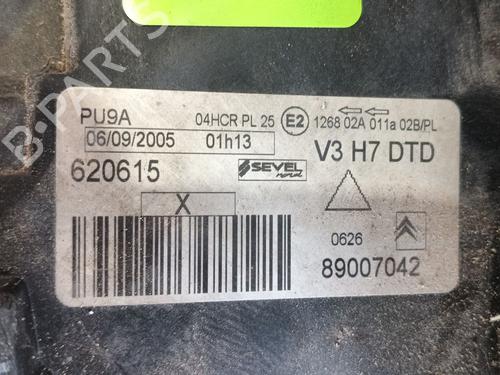 PU9A 04HCR PL 25 E2 1268 02A 011a 02B/PL
06/09/2005 01h13 V3 H7 DTD
620615 SEVEL
X
0626
89007042
B-PARTS